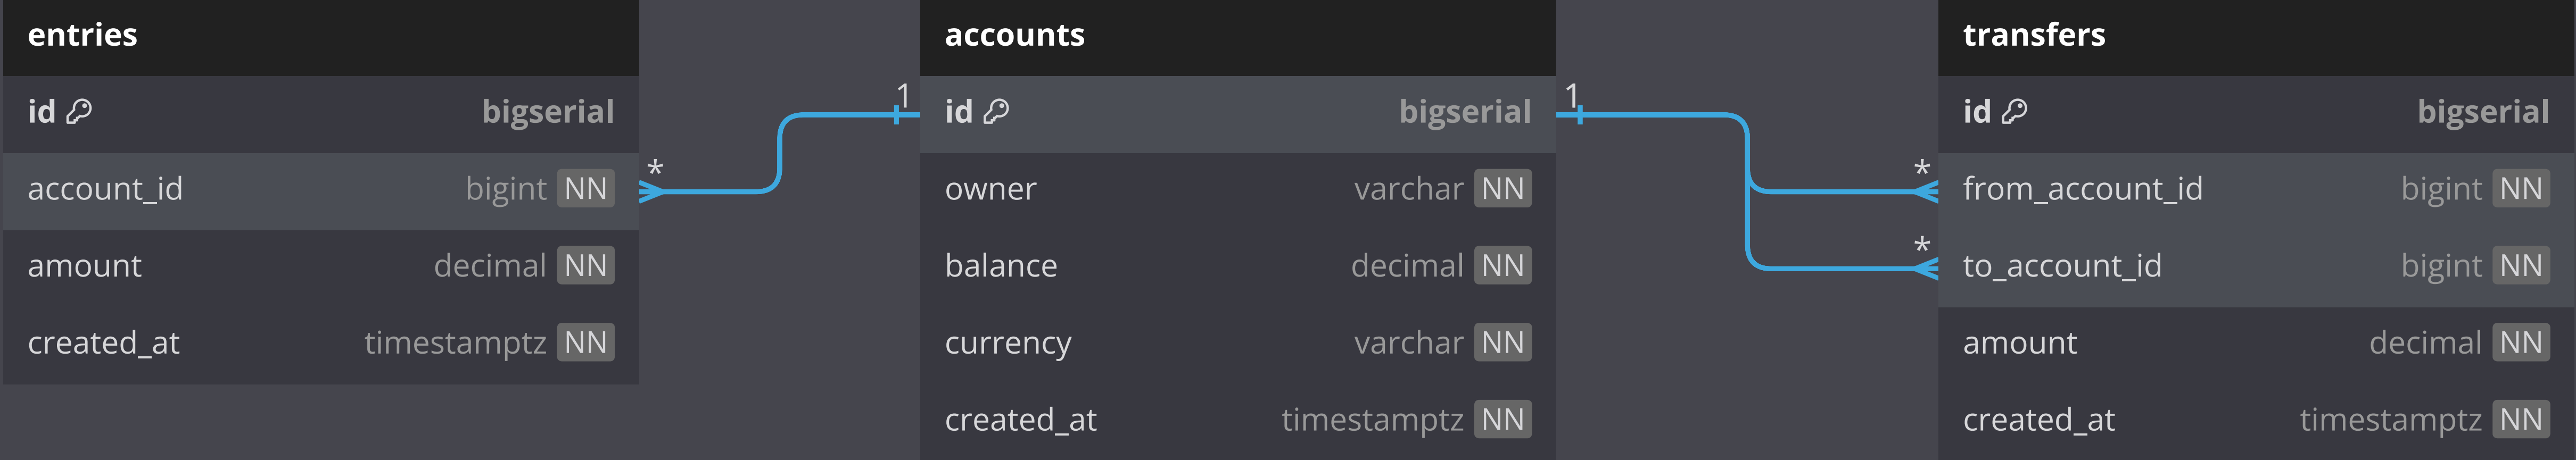 entries
id bigserial
account_id bigint NN
amount decimal NN
created_at timestamptz NN
*
1
accounts
id bigserial
owner varchar NN
balance decimal NN
currency varchar NN
created_at timestamptz NN
1
*
*
transfers
id bigserial
from_account_id bigint NN
to_account_id bigint NN
amount decimal NN
created_at timestamptz NN